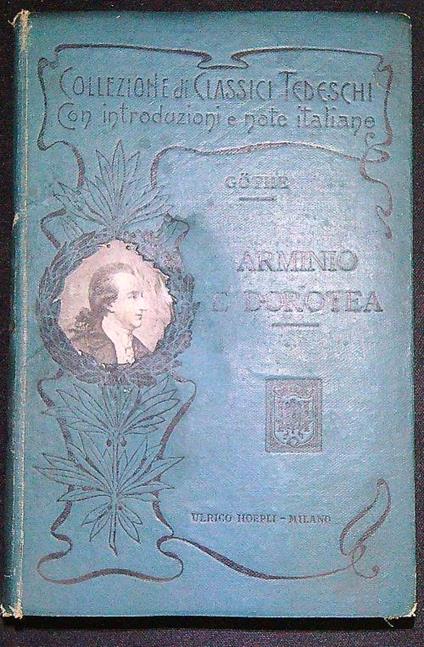 COLLEZIONE di CLASSICI TEDESCHI
Con introduzioni e note italiane
GÖTHE
ARMINIO
E DOROTEA
ULRICO HOEPLI - MILANO